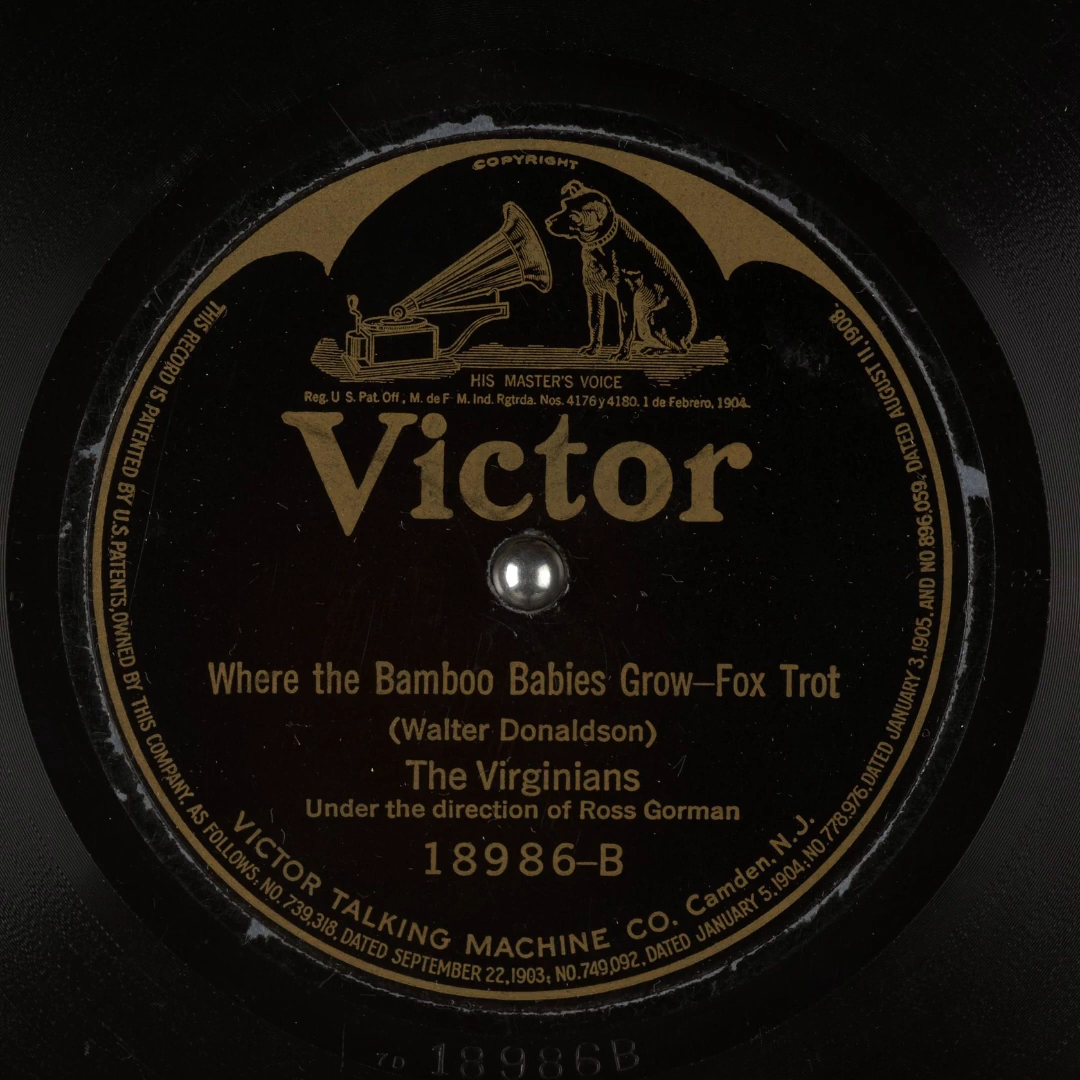 COPYRIGHT
HIS MASTER'S VOICE
Reg. U S. Pat. Off., M. de F M. Ind. Rgtrda. Nos. 4176 y 4180. 1 de Febrero, 1904.
Victor
Where the Bamboo Babies Grow—Fox Trot
(Walter Donaldson)
The Virginians
Under the direction of Ross Gorman
18986–B
VICTOR TALKING MACHINE CO. Camden, N.J.
THIS RECORD IS PATENTED BY U.S. PATENTS, OWNED BY THIS COMPANY, AS FOLLOWS. NO. 739,318, DATED SEPTEMBER 22, 1903; NO. 749,092, DATED JANUARY 5, 1904; NO. 778,976, DATED JANUARY 3, 1905, AND NO 896,059, DATED AUGUST 11, 1908.
7D 18986B